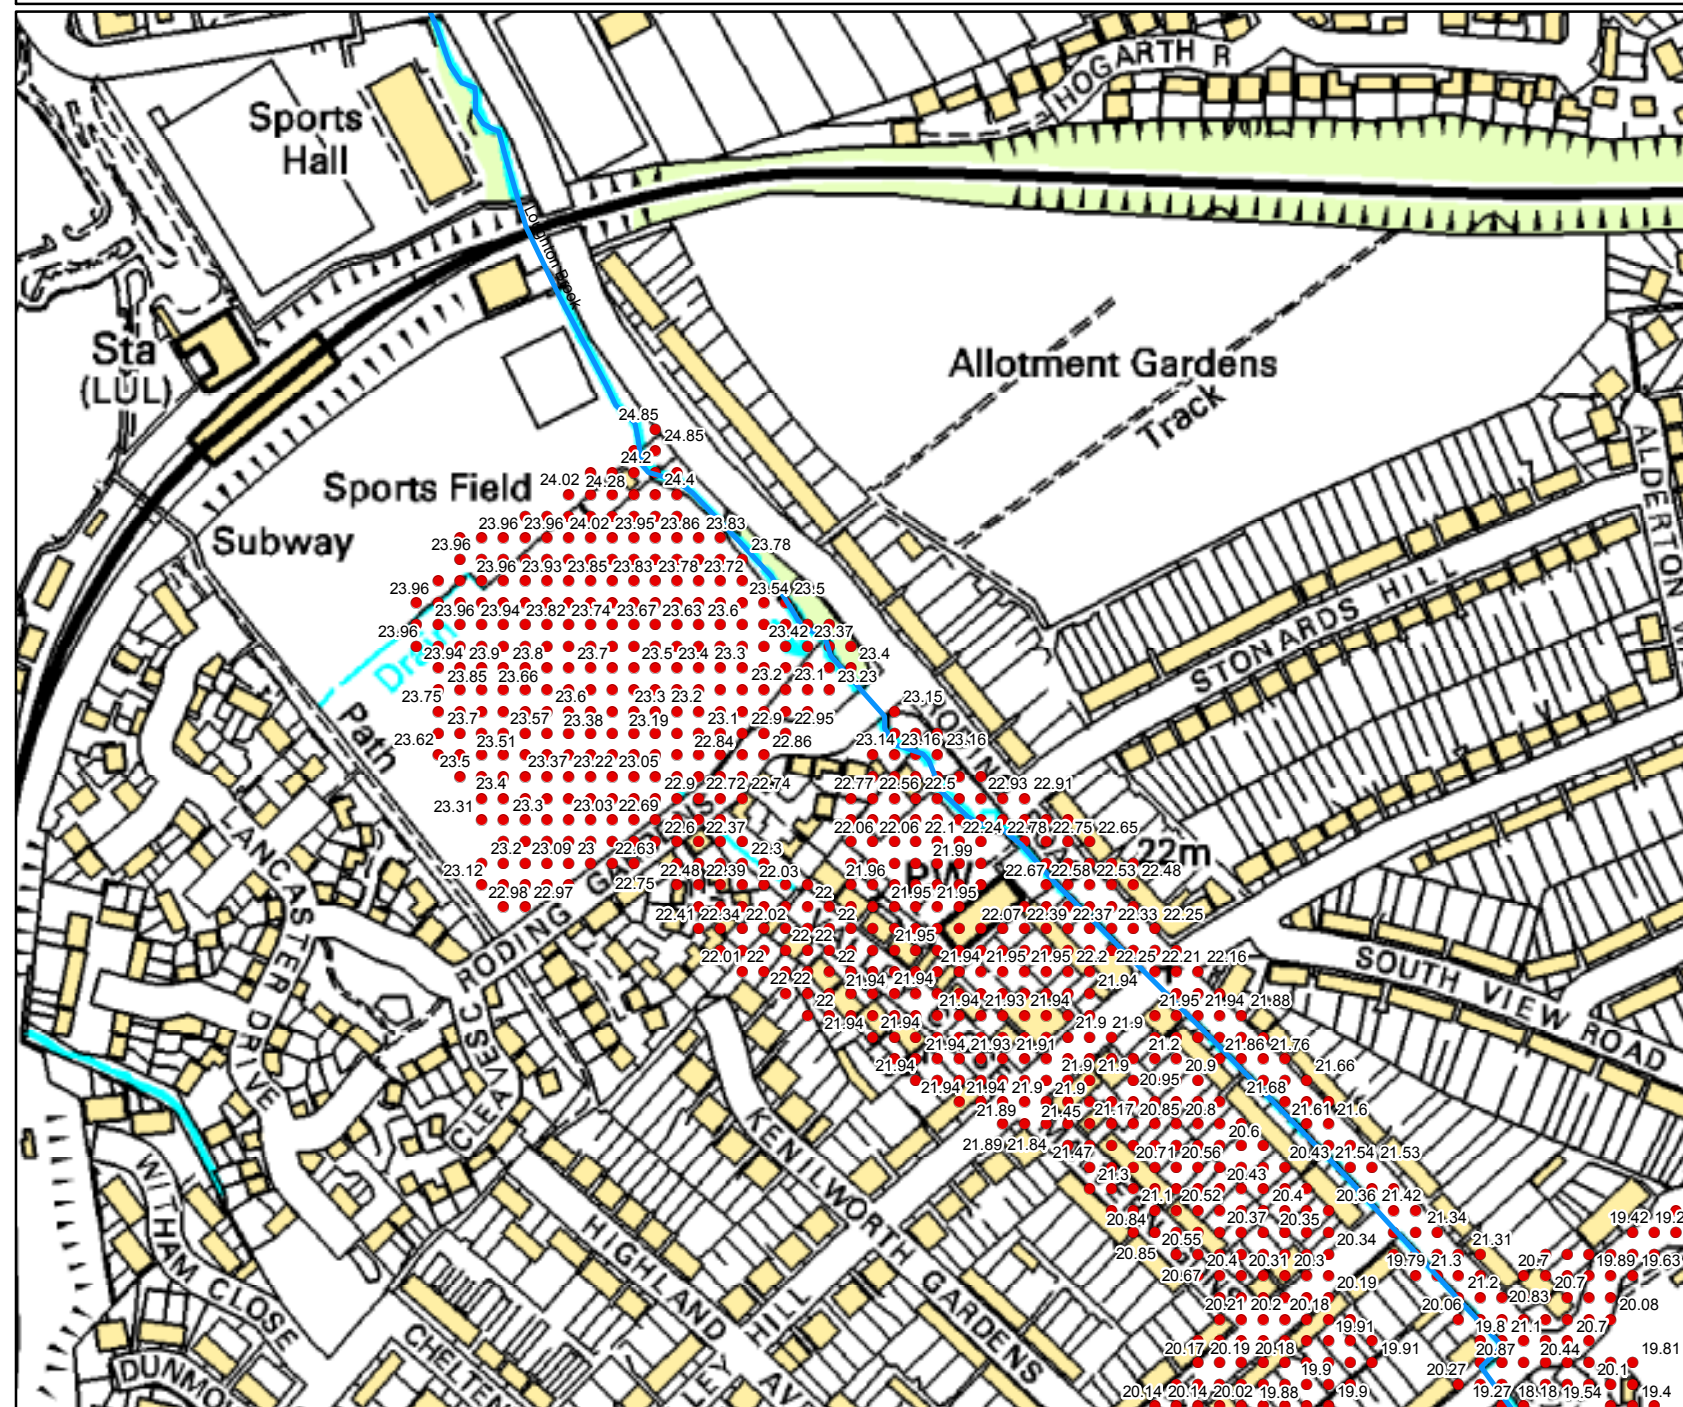 HOGARTH R
Sports
Hall
Loughton Brook
Sta
(LUL)
Allotment Gardens
Track
ALDERTON
24.85
24.85
24.2
24.02 24.28 24.4
Sports Field
Subway
23.96 23.96 24.02 23.95 23.86 23.83
23.96 23.78
23.96 23.93 23.85 23.83 23.78 23.72
23.96 23.54 23.5
23.96 23.94 23.82 23.74 23.67 23.63 23.6
23.96 23.42 23.37
Drain
STONARDS HILL
23.94 23.9 23.8 23.7 23.5 23.4 23.3 23.4
23.85 23.66 23.2 23.1 23.23
23.75 23.6 23.3 23.2 23.15
23.7 23.57 23.38 23.19 23.1 22.9 22.95
Path
23.62 23.51 22.84 22.86 23.14 23.16 23.16
23.5 23.37 23.22 23.05
23.4 22.9 22.72 22.74 22.77 22.56 22.5 22.93 22.91
23.31 23.3 23.03 22.69
22.6 22.37 22.06 22.06 22.1 22.24 22.78 22.75 22.65
23.2 23.09 23 22.63 22.3 21.99
22m
PW
23.12 22.48 22.39 22.03 21.96 22.67 22.58 22.53 22.48
22.98 22.97 22.75 22 21.95 21.95
22.41 22.34 22.02 22 22.07 22.39 22.37 22.33 22.25
22 22 21.95
22.01 22 22 21.94 21.95 21.95 22.2 22.25 22.21 22.16
22 22 21.94 21.94 21.94
22 21.94 21.93 21.94 21.95 21.94 21.88
21.94 21.94 21.9 21.9
21.94 21.93 21.91 21.2 21.86 21.76
21.94 21.9 21.9 20.9 21.66
21.94 21.94 21.9 21.9 20.95 21.68
21.89 21.45 21.17 20.85 20.8 21.61 21.6
20.6
21.89 21.84 21.47 20.71 20.56 20.43 21.54 21.53
21.3 20.43
21.1 20.52 20.4 20.36 21.42
20.84 20.37 20.35 21.34 19.42
20.55 20.34 21.31
20.85 20.4 20.31 20.3 19.79 21.3 20.7 19.89 19.63
20.67 20.19 21.2 20.7
20.21 20.2 20.18 20.06 20.83 20.08
19.91 19.8 21.1 20.7
20.17 20.19 20.18 19.91 20.87 20.44 19.81
19.9 20.27 20.1
20.14 20.14 20.02 19.88 19.9 19.27 18.18 19.54 19.4
LANCASTER DRIVE
RODING GARDENS
CLEAVES
SOUTH VIEW ROAD
KENILWORTH GARDENS
HIGHLAND AVE
WITHAM CLOSE
CHELTEN
DUNMO